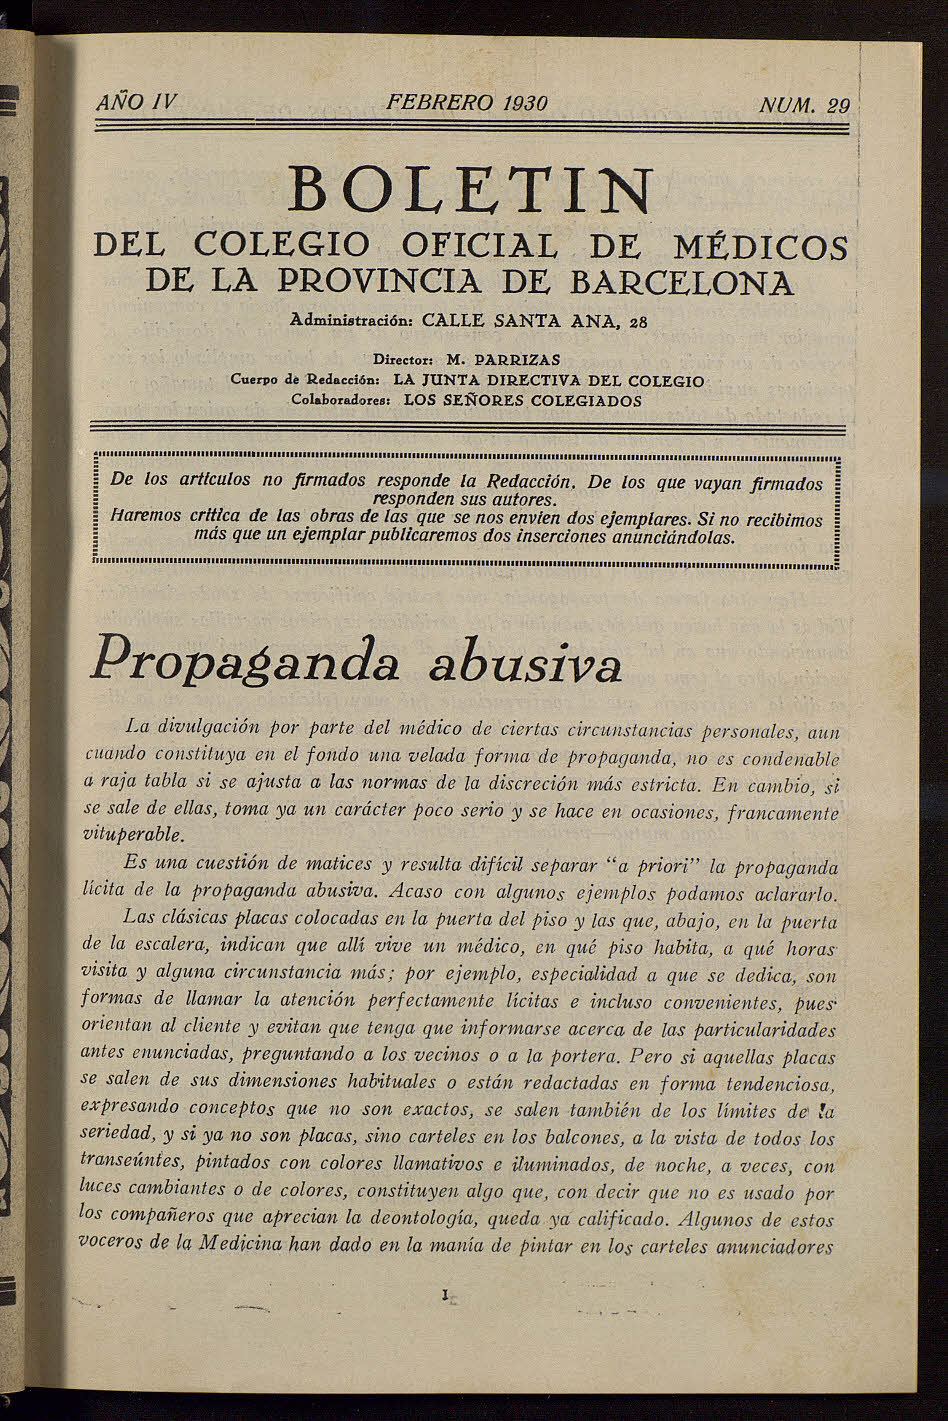 AÑO IV FEBRERO 1930 NUM. 29
BOLETIN
DEL COLEGIO OFICIAL DE MÉDICOS
DE LA PROVINCIA DE BARCELONA
Administración: CALLE SANTA ANA, 28
Director: M. PARRIZAS
Cuerpo de Redacción: LA JUNTA DIRECTIVA DEL COLEGIO
Colaboradores: LOS SEÑORES COLEGIADOS
De los artículos no firmados responde la Redacción. De los que vayan firmados
responden sus autores.
Haremos crítica de las obras de las que se nos envien dos ejemplares. Si no recibimos
más que un ejemplar publicaremos dos inserciones anunciándolas.
Propaganda abusiva
La divulgación por parte del médico de ciertas circunstancias personales, aun
cuando constituya en el fondo una velada forma de propaganda, no es condenable
a raja tabla si se ajusta a las normas de la discreción más estricta. En cambio, si
se sale de ellas, toma ya un carácter poco serio y se hace en ocasiones, francamente
vituperable.
Es una cuestión de matices y resulta difícil separar “a priori” la propaganda
lícita de la propaganda abusiva. Acaso con algunos ejemplos podamos aclararlo.
Las clásicas placas colocadas en la puerta del piso y las que, abajo, en la puerta
de la escalera, indican que allí vive un médico, en qué piso habita, a qué horas
visita y alguna circunstancia más; por ejemplo, especialidad a que se dedica, son
formas de llamar la atención perfectamente lícitas e incluso convenientes, pues
orientan al cliente y evitan que tenga que informarse acerca de las particularidades
antes enunciadas, preguntando a los vecinos o a la portera. Pero si aquellas placas
se salen de sus dimensiones habituales o están redactadas en forma tendenciosa,
expresando conceptos que no son exactos, se salen también de los límites de la
seriedad, y si ya no son placas, sino carteles en los balcones, a la vista de todos los
transeúntes, pintados con colores llamativos e iluminados, de noche, a veces, con
luces cambiantes o de colores, constituyen algo que, con decir que no es usado por
los compañeros que aprecian la deontología, queda ya calificado. Algunos de estos
voceros de la Medicina han dado en la manía de pintar en los carteles anunciadores
1